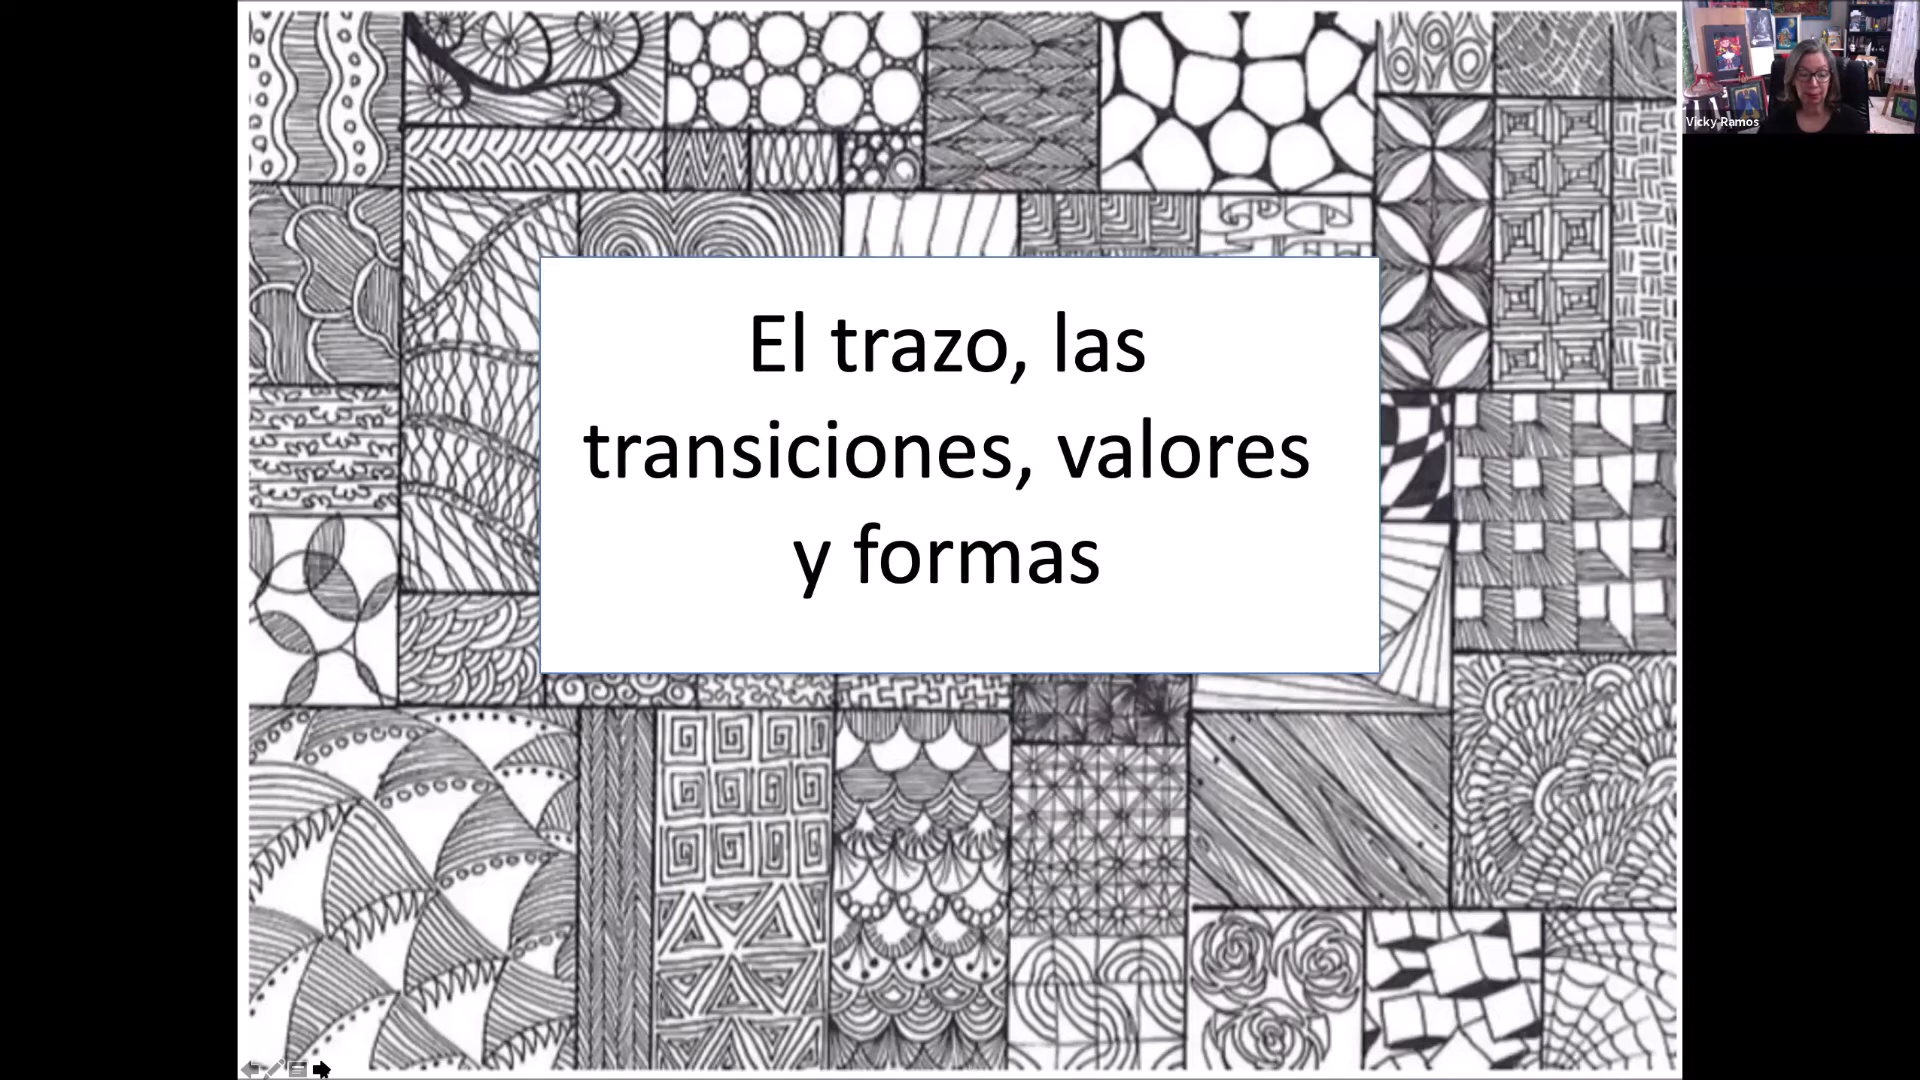 El trazo, las
transiciones, valores
y formas
Vicky Ramos